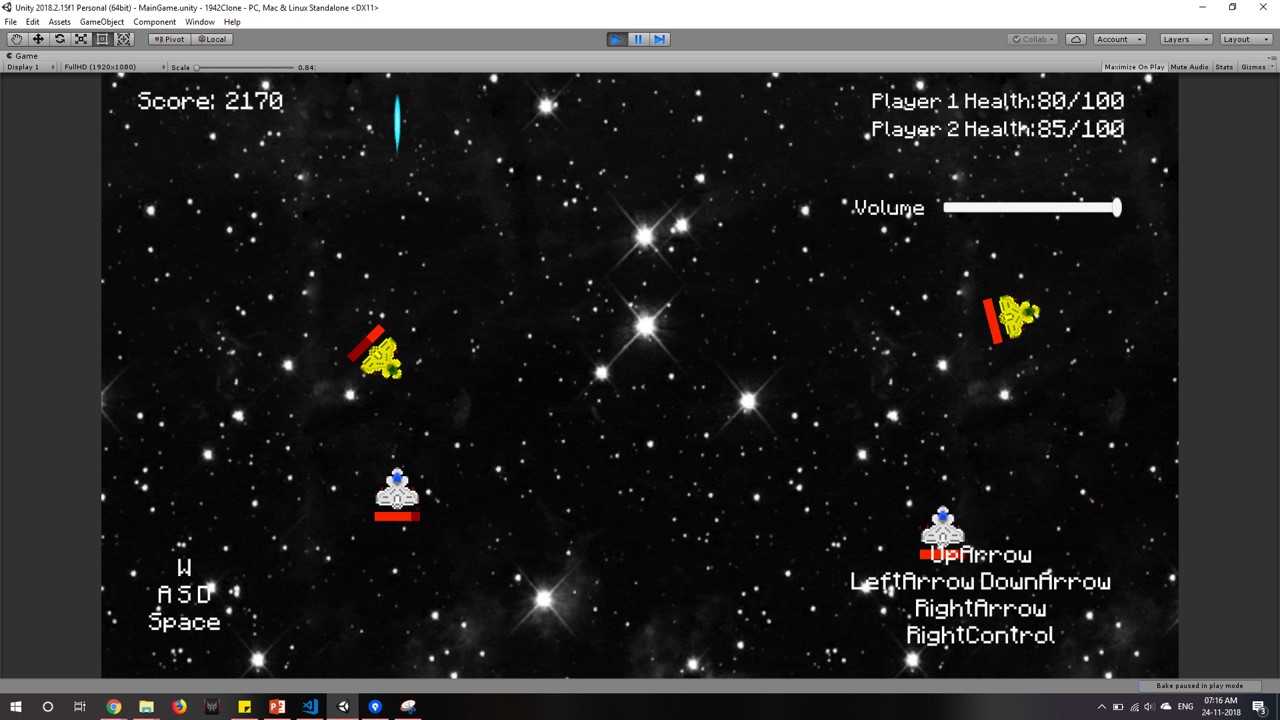 Unity 2018.2.15f1 Personal (64bit) - MainGame.unity - 1942Clone - PC, Mac & Linux Standalone <DX11>
File Edit Assets GameObject Component Window Help
Pivot Local Collab Account Layers Layout
Game
Display 1 FullHD (1920x1080) Scale 0.84 Maximize On Play Mute Audio Stats Gizmos
Score: 2170
Player 1 Health:80/100
Player 2 Health:85/100
Volume
W
A S D
Space
UpArrow
LeftArrow DownArrow
RightArrow
RightControl
Bake paused in play mode
ENG
07:16 AM
24-11-2018
3